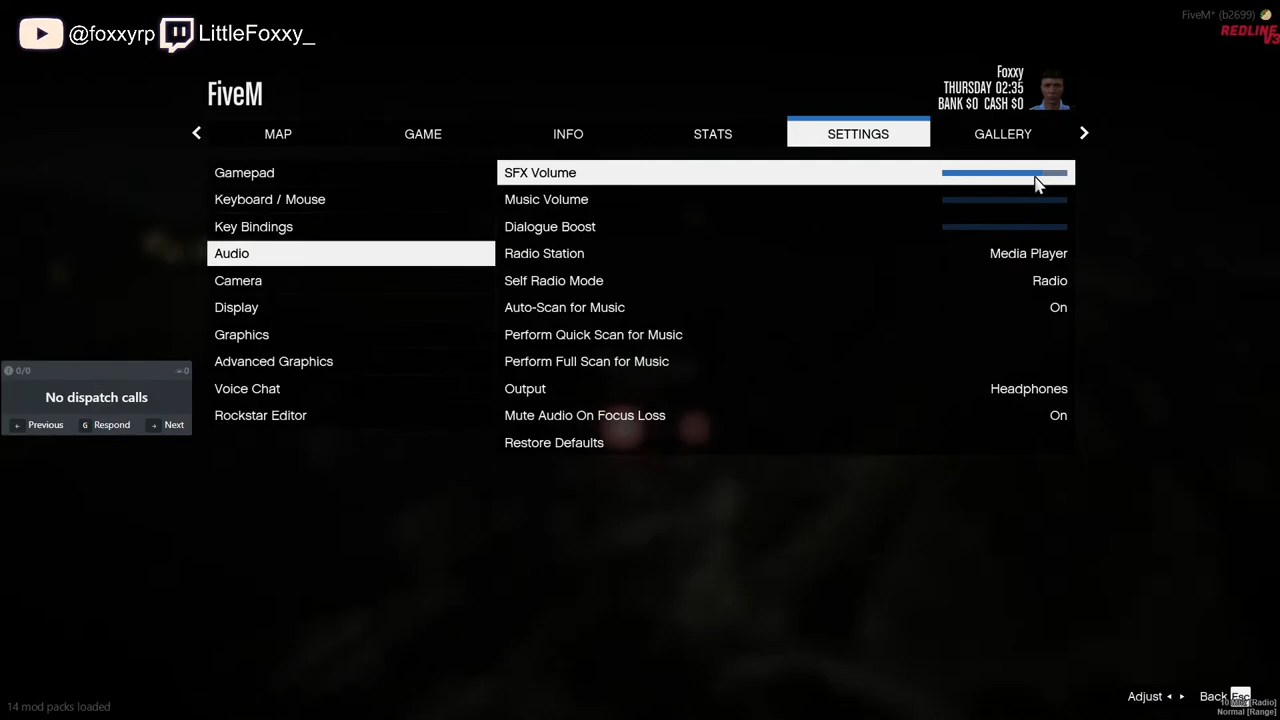 @foxxyrp LittleFoxxy_
FiveM* (b2699)
REDLINE V3
FiveM
Foxxy
THURSDAY 02:35
BANK $0 CASH $0
MAP GAME INFO STATS SETTINGS GALLERY
Gamepad
Keyboard / Mouse
Key Bindings
Audio
Camera
Display
Graphics
Advanced Graphics
Voice Chat
Rockstar Editor
SFX Volume
Music Volume
Dialogue Boost
Radio Station Media Player
Self Radio Mode Radio
Auto-Scan for Music On
Perform Quick Scan for Music
Perform Full Scan for Music
Output Headphones
Mute Audio On Focus Loss On
Restore Defaults
0/0 0
No dispatch calls
← Previous G Respond → Next
Adjust Back Esc
[Radio]
Normal [Range]
14 mod packs loaded